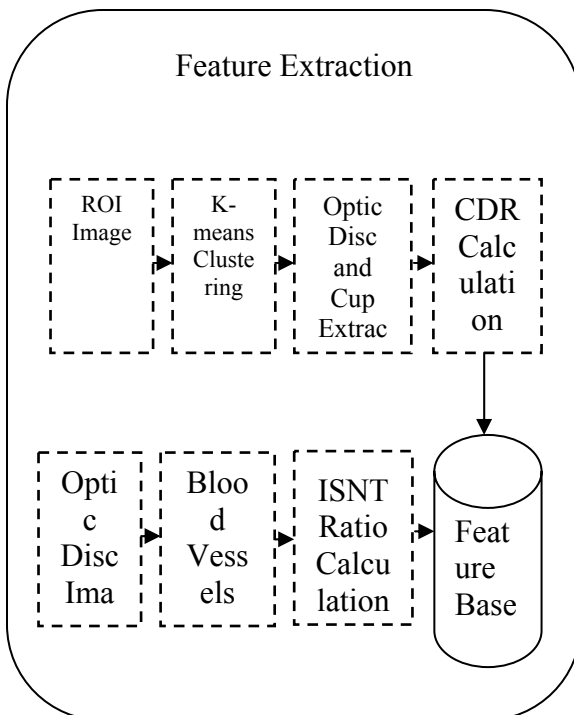 Feature Extraction
ROI
Image
K-
means
Cluste
ring
Optic
Disc
and
Cup
Extrac
CDR
Calc
ulati
on
Opti
c
Disc
Ima
Bloo
d
Vess
els
ISNT
Ratio
Calcu
lation
Feat
ure
Base